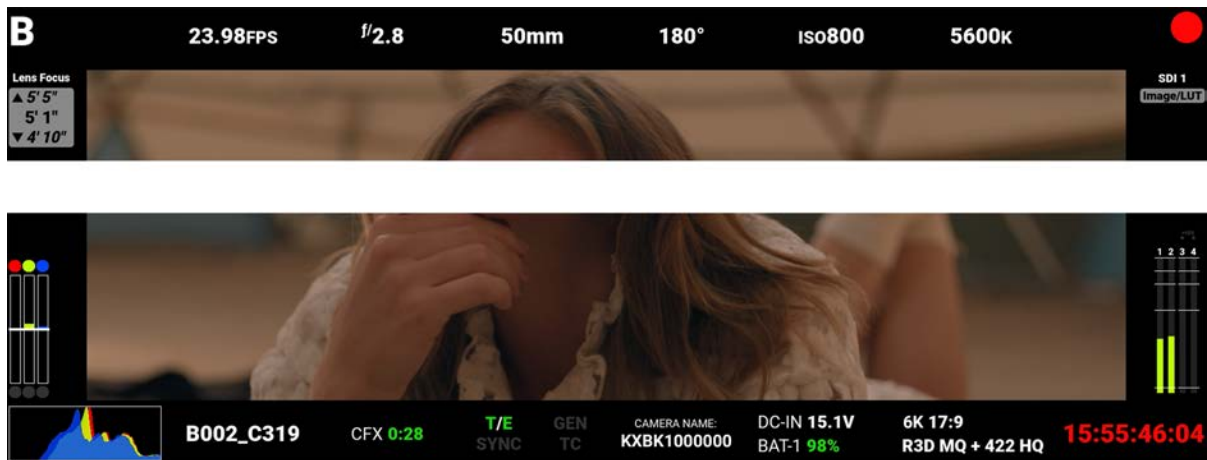 B 23.98FPS f/2.8 50mm 180° ISO800 5600K
Lens Focus
▲ 5' 5"
5' 1"
▼ 4' 10"
SDI 1
Image/LUT
1 2 3 4
B002_C319
CFX 0:28
T/E GEN
SYNC TC
CAMERA NAME:
KXBK1000000
DC-IN 15.1V
BAT-1 98%
6K 17:9
R3D MQ + 422 HQ
15:55:46:04